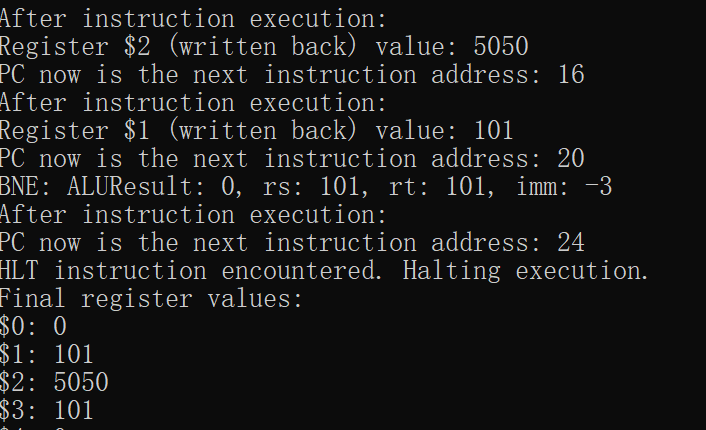 After instruction execution:
Register $2 (written back) value: 5050
PC now is the next instruction address: 16
After instruction execution:
Register $1 (written back) value: 101
PC now is the next instruction address: 20
BNE: ALUResult: 0, rs: 101, rt: 101, imm: -3
After instruction execution:
PC now is the next instruction address: 24
HLT instruction encountered. Halting execution.
Final register values:
$0: 0
$1: 101
$2: 5050
$3: 101